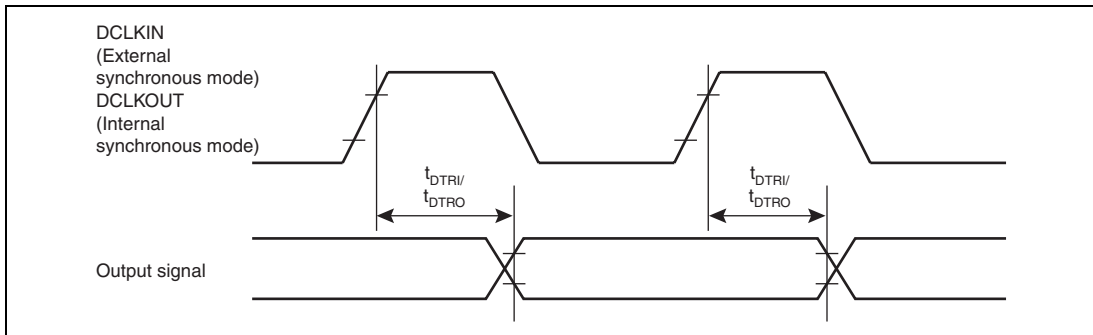 DCLKIN
(External
synchronous mode)
DCLKOUT
(Internal
synchronous mode)
tDTRI/
tDTRO
tDTRI/
tDTRO
Output signal